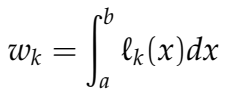 $w_k = \int_a^b \ell_k(x)dx$